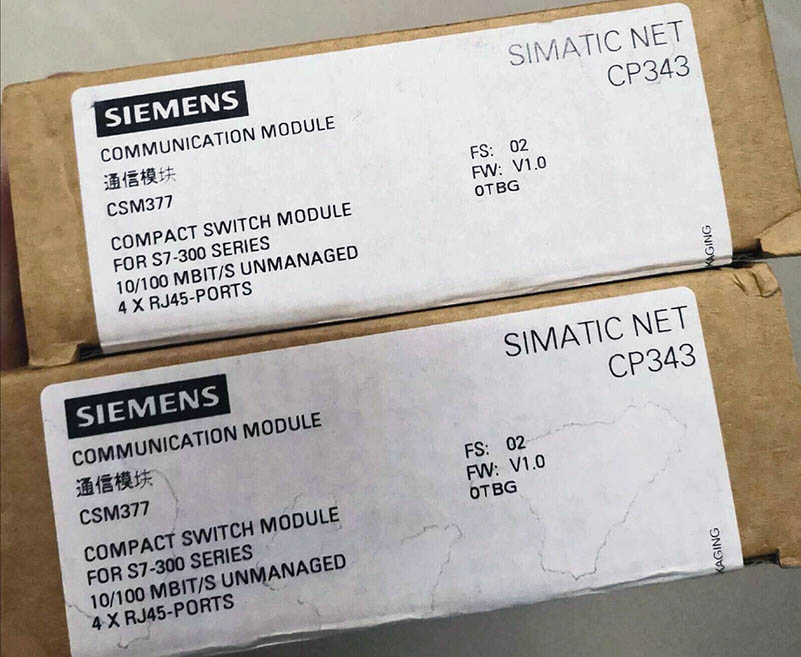 SIMATIC NET
CP343
SIEMENS
COMMUNICATION MODULE
通信模块
CSM377
COMPACT SWITCH MODULE
FOR S7-300 SERIES
10/100 MBIT/S UNMANAGED
4 X RJ45-PORTS
FS: 02
FW: V1.0
0TBG
SIMATIC NET
CP343
SIEMENS
COMMUNICATION MODULE
通信模块
CSM377
COMPACT SWITCH MODULE
FOR S7-300 SERIES
10/100 MBIT/S UNMANAGED
4 X RJ45-PORTS
FS: 02
FW: V1.0
0TBG